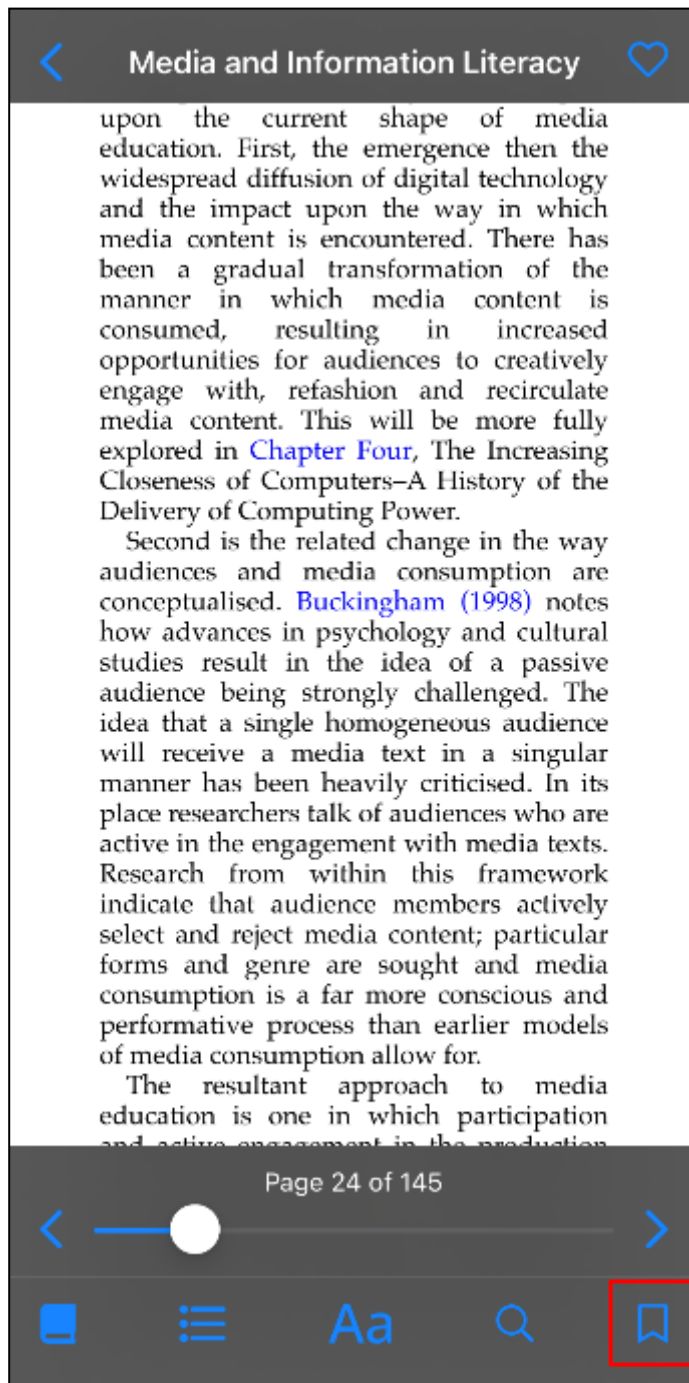 Media and Information Literacy
upon the current shape of media
education. First, the emergence then the
widespread diffusion of digital technology
and the impact upon the way in which
media content is encountered. There has
been a gradual transformation of the
manner in which media content is
consumed, resulting in increased
opportunities for audiences to creatively
engage with, refashion and recirculate
media content. This will be more fully
explored in Chapter Four, The Increasing
Closeness of Computers–A History of the
Delivery of Computing Power.
Second is the related change in the way
audiences and media consumption are
conceptualised. Buckingham (1998) notes
how advances in psychology and cultural
studies result in the idea of a passive
audience being strongly challenged. The
idea that a single homogeneous audience
will receive a media text in a singular
manner has been heavily criticised. In its
place researchers talk of audiences who are
active in the engagement with media texts.
Research from within this framework
indicate that audience members actively
select and reject media content; particular
forms and genre are sought and media
consumption is a far more conscious and
performative process than earlier models
of media consumption allow for.
The resultant approach to media
education is one in which participation
and active engagement in the production
Page 24 of 145
Aa